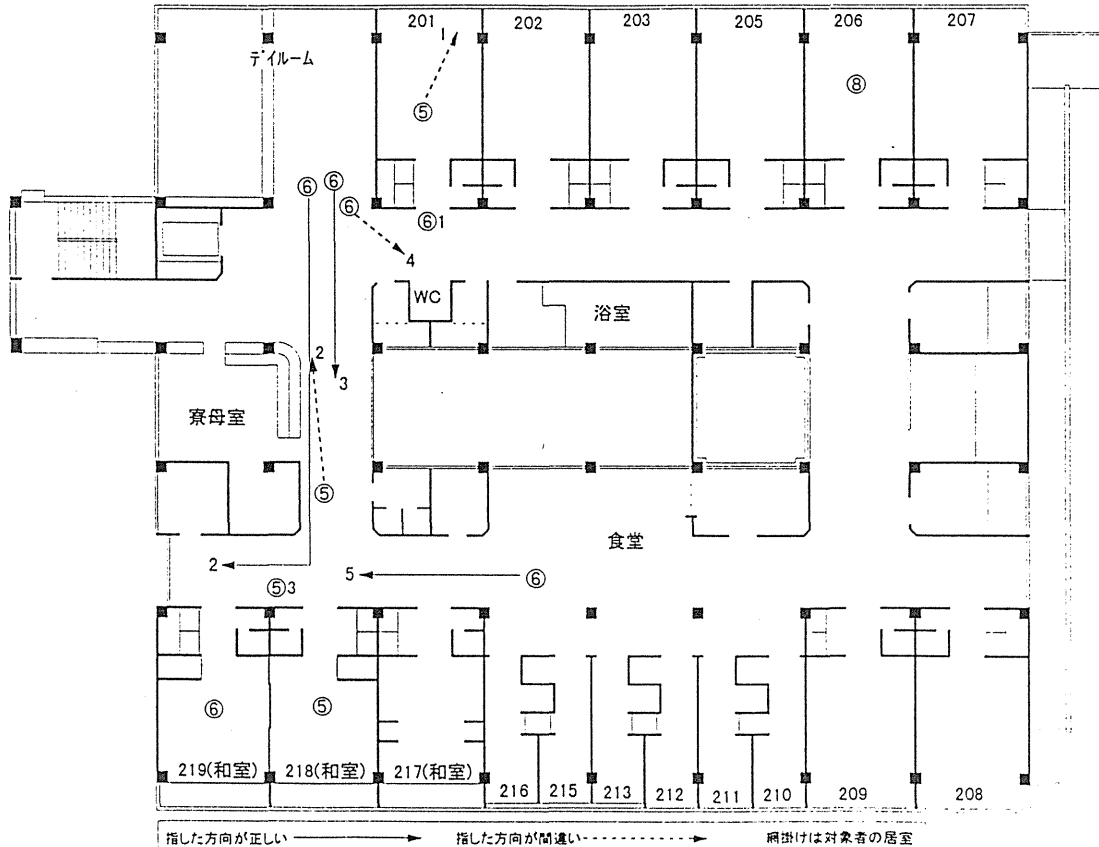 201
202
203
205
206
207
1
デイルーム
⑤
⑧
⑥
⑥
⑥
⑥1
4
WC
浴室
2
3
寮母室
⑤
食堂
2
5
⑥
⑤3
⑥
⑤
219(和室)
218(和室)
217(和室)
216
215
213
212
211
210
209
208
指した方向が正しい
指した方向が間違い
網掛けは対象者の居室